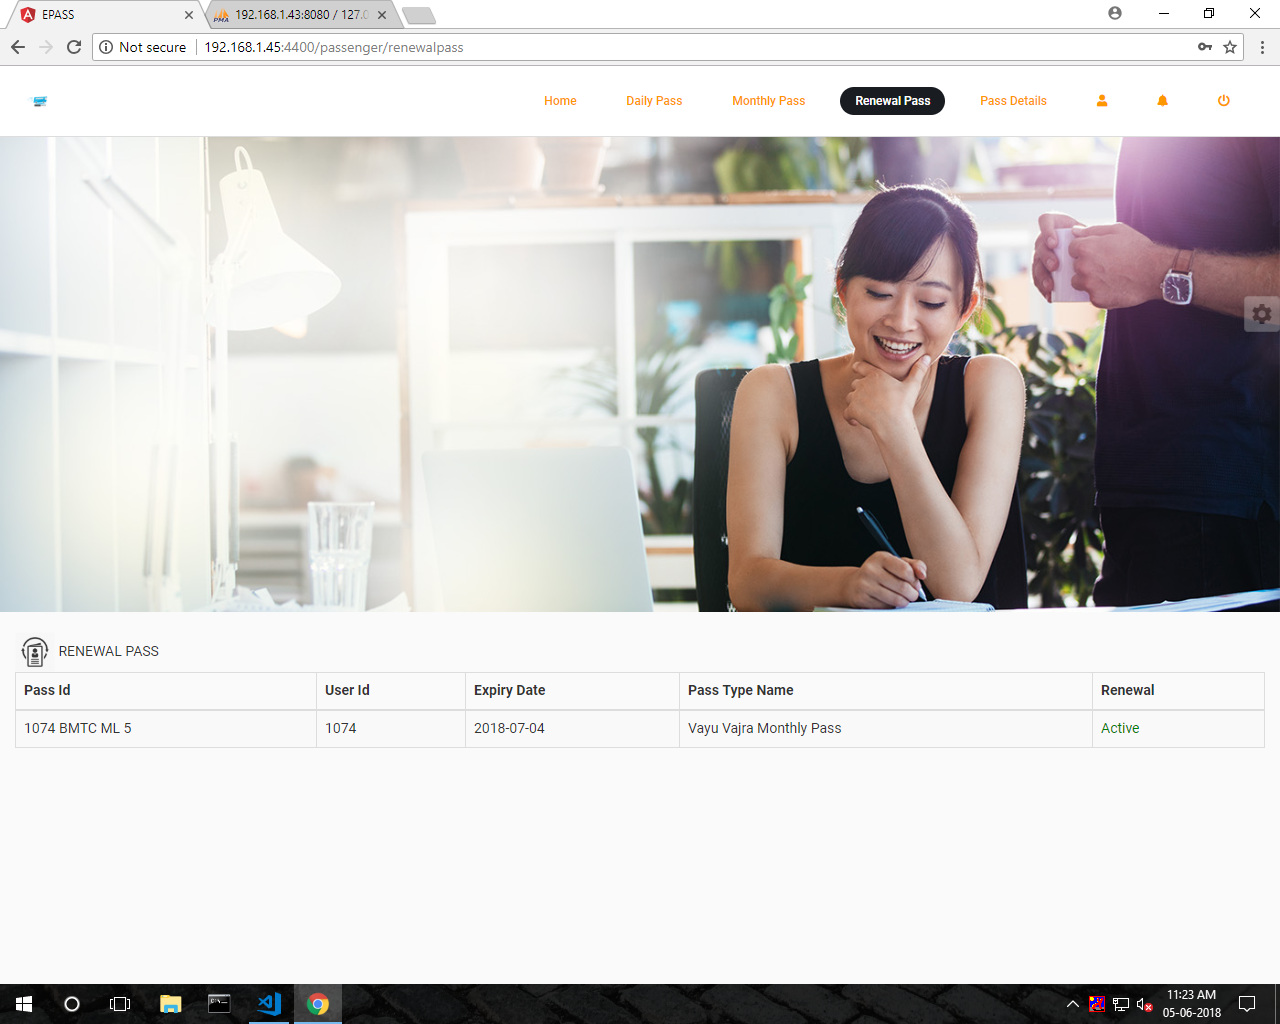 EPASS
192.168.1.43:8080 / 127.0
Not secure
192.168.1.45:4400/passenger/renewalpass
Home
Daily Pass
Monthly Pass
Renewal Pass
Pass Details
RENEWAL PASS
Pass Id User Id Expiry Date Pass Type Name Renewal
1074 BMTC ML 5 1074 2018-07-04 Vayu Vajra Monthly Pass Active
11:23 AM
05-06-2018